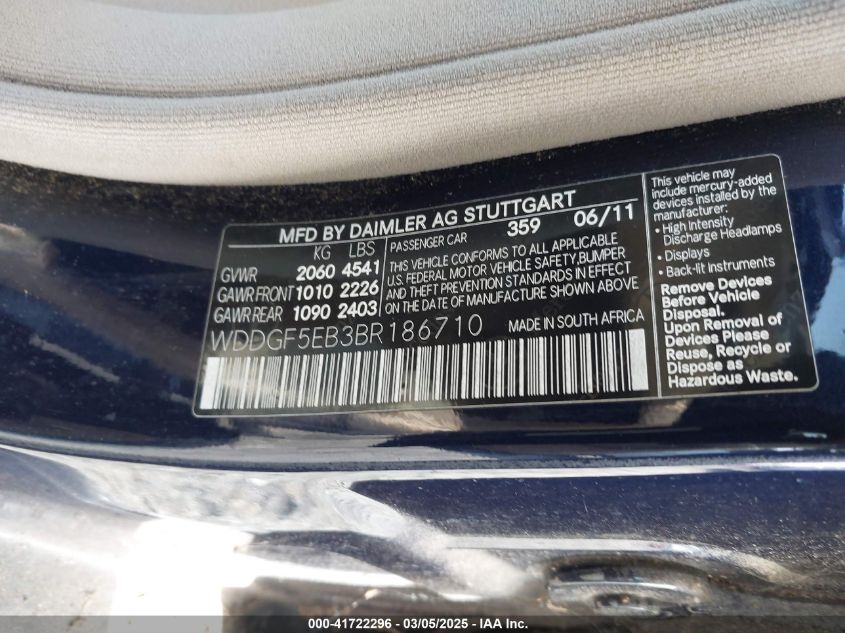 MFD BY DAIMLER AG STUTTGART
KG LBS
GVWR 2060 4541
GAWR FRONT 1010 2226
GAWR REAR 1090 2403
PASSENGER CAR 359 06/11
THIS VEHICLE CONFORMS TO ALL APPLICABLE
U.S. FEDERAL MOTOR VEHICLE SAFETY,BUMPER
AND THEFT PREVENTION STANDARDS IN EFFECT
ON THE DATE OF MANUFACTURE SHOWN ABOVE
WDDGF5EB3BR186710 MADE IN SOUTH AFRICA
This vehicle may
include mercury-added
devices installed by the
manufacturer:
• High Intensity
Discharge Headlamps
• Displays
• Back-lit Instruments
Remove Devices
Before Vehicle
Disposal.
Upon Removal of
Devices Please
Reuse, Recycle or
Dispose as
Hazardous Waste.
000-41722296 - 03/05/2025 - IAA Inc.